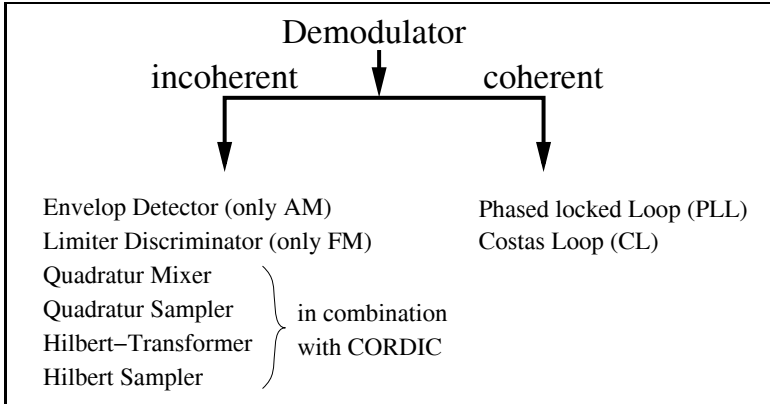 Demodulator
incoherent
coherent
Envelop Detector (only AM)
Limiter Discriminator (only FM)
Quadratur Mixer
Quadratur Sampler
Hilbert−Transformer
Hilbert Sampler
in combination
with CORDIC
Phased locked Loop (PLL)
Costas Loop (CL)